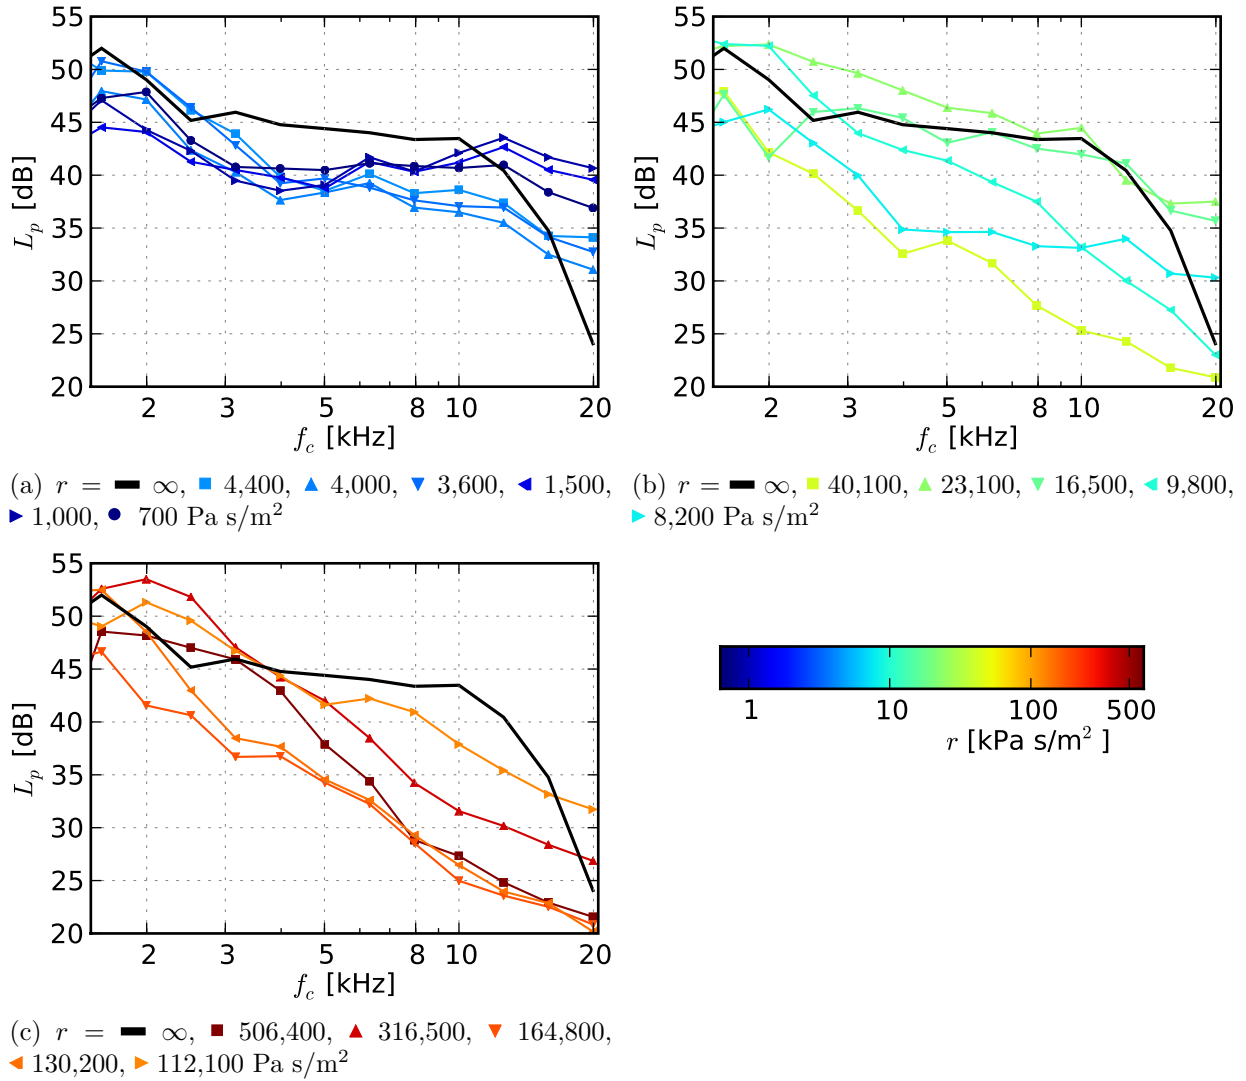 55
50
45
40
35
30
25
20
L_p [dB]
2 3 5 8 10 20
f_c [kHz]
(a) r = ∞, 4,400, 4,000, 3,600, 1,500,
1,000, 700 Pa s/m²
55
50
45
40
35
30
25
20
L_p [dB]
2 3 5 8 10 20
f_c [kHz]
(b) r = ∞, 40,100, 23,100, 16,500, 9,800,
8,200 Pa s/m²
55
50
45
40
35
30
25
20
L_p [dB]
2 3 5 8 10 20
f_c [kHz]
(c) r = ∞, 506,400, 316,500, 164,800,
130,200, 112,100 Pa s/m²
1 10 100 500
r [kPa s/m² ]